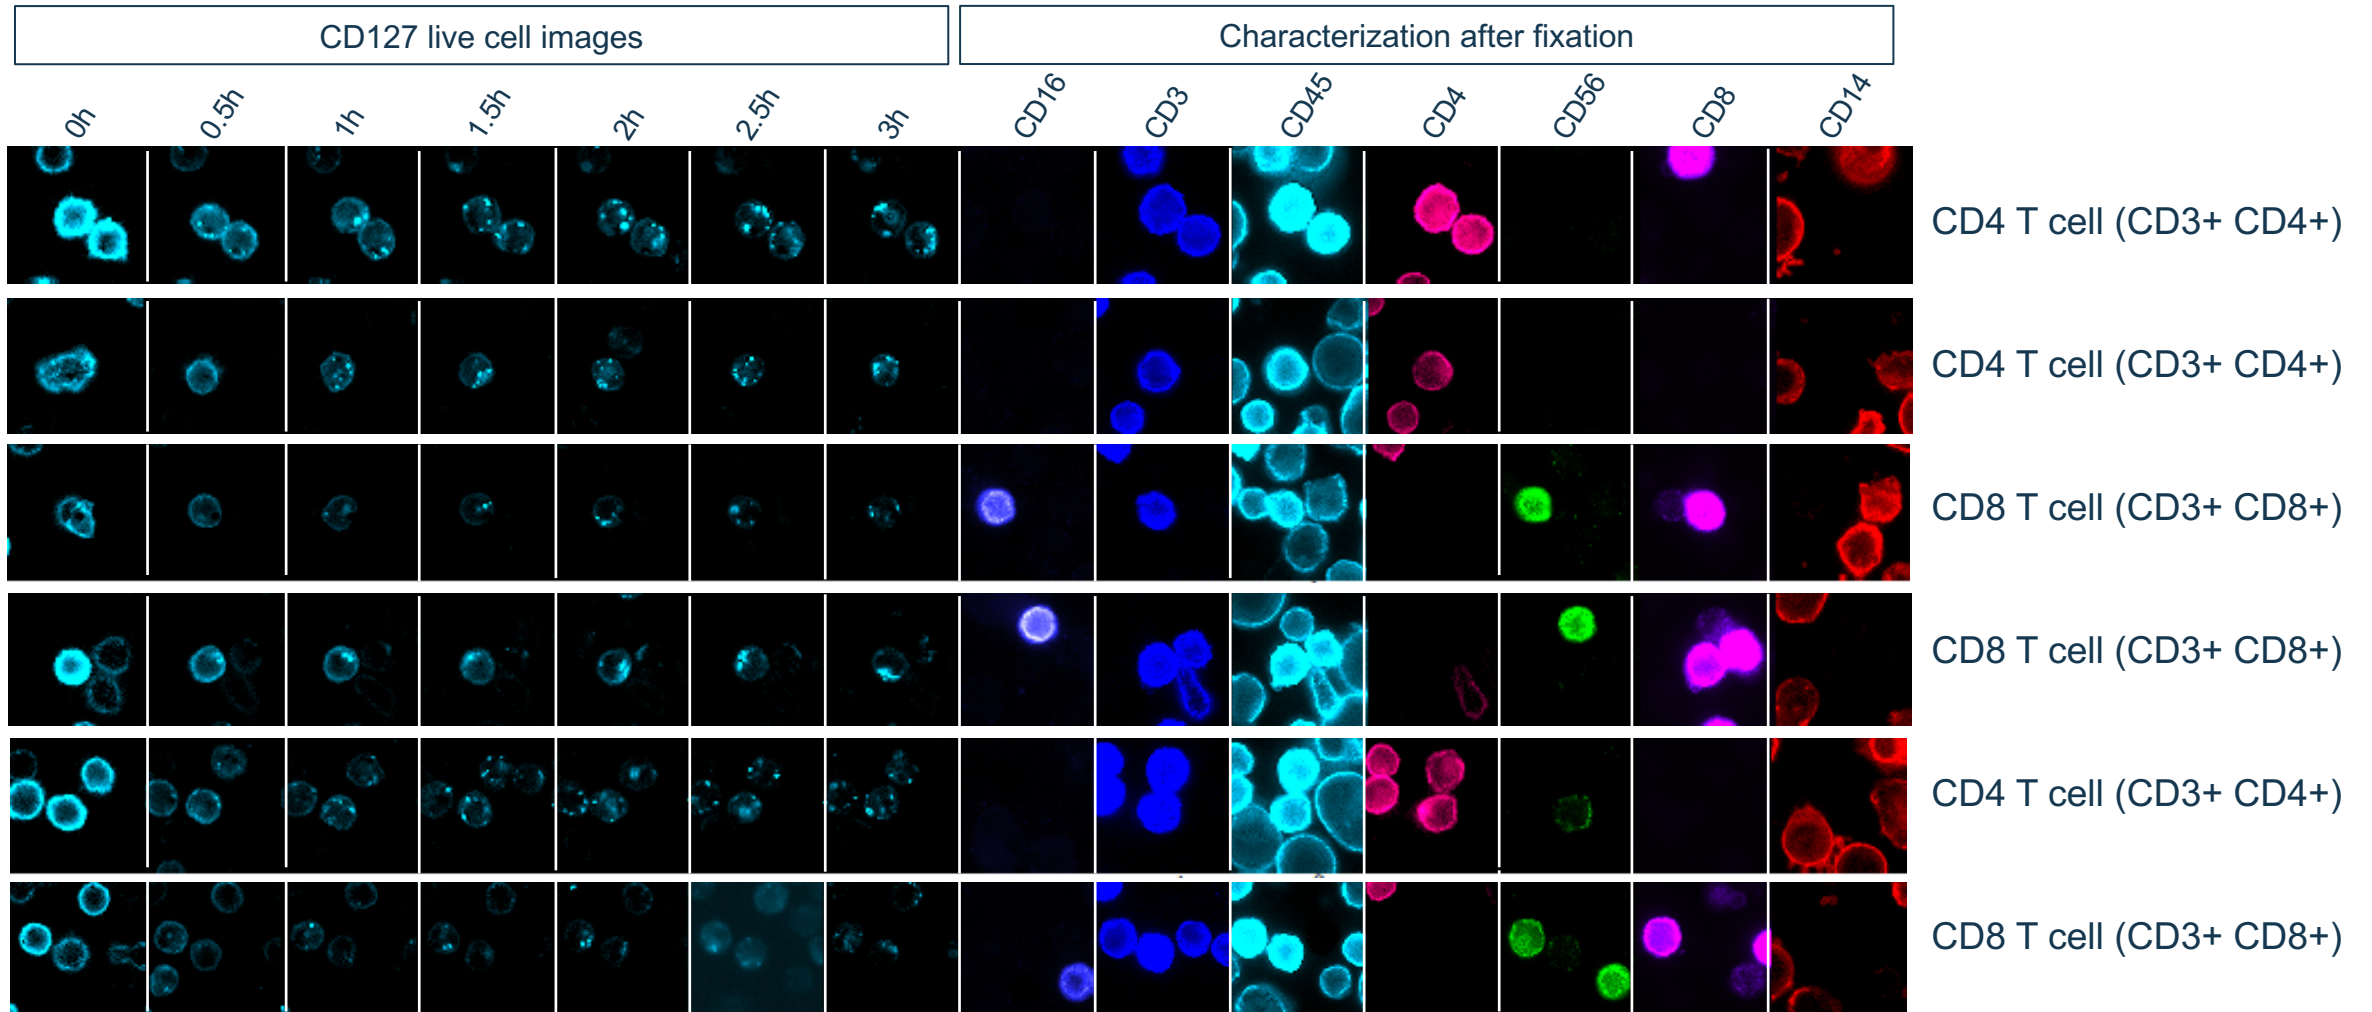 CD127 live cell images
Characterization after fixation
0h
0.5h
1h
1.5h
2h
2.5h
3h
CD16
CD3
CD45
CD4
CD56
CD8
CD14
CD4 T cell (CD3+ CD4+)
CD4 T cell (CD3+ CD4+)
CD8 T cell (CD3+ CD8+)
CD8 T cell (CD3+ CD8+)
CD4 T cell (CD3+ CD4+)
CD8 T cell (CD3+ CD8+)